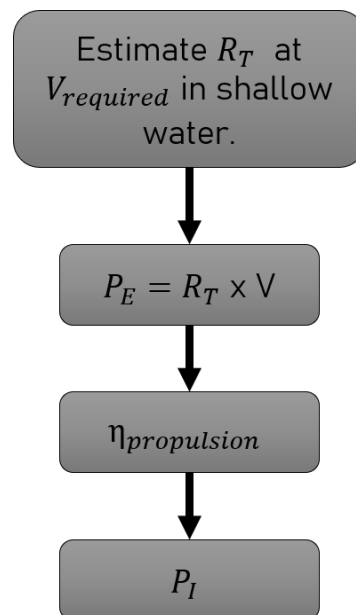 Estimate R_T at
V_required in shallow
water.
P_E = R_T x V
η_propulsion
P_I